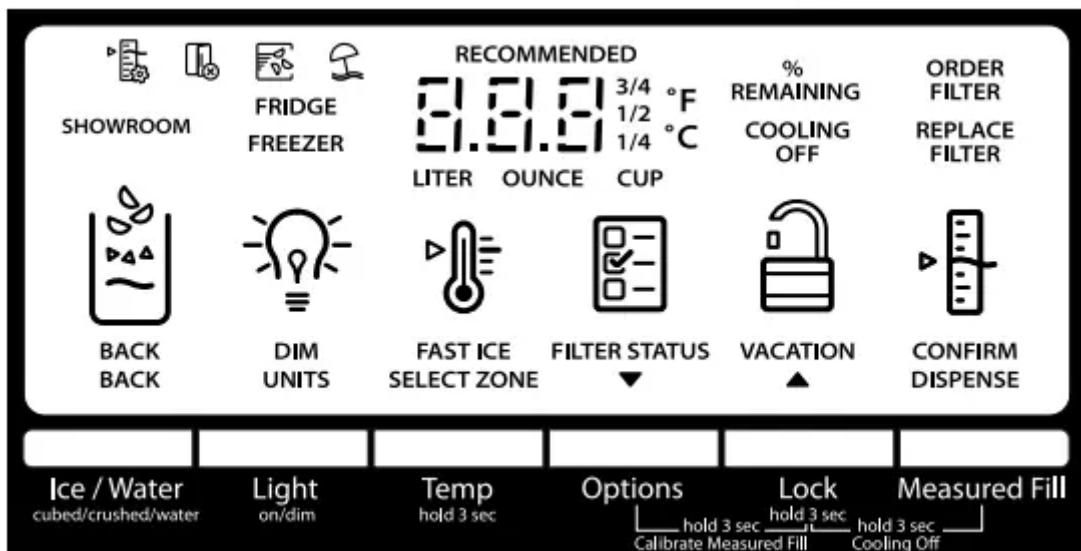 RECOMMENDED
SHOWROOM
FRIDGE
FREEZER
8.8.8
3/4
1/2
1/4
°F
°C
LITER OUNCE CUP
%
REMAINING
COOLING
OFF
ORDER
FILTER
REPLACE
FILTER
BACK DIM FAST ICE FILTER STATUS VACATION CONFIRM
BACK UNITS SELECT ZONE ▼ ▲ DISPENSE
Ice / Water Light Temp Options Lock Measured Fill
cubed/crushed/water on/dim hold 3 sec hold 3 sec
hold 3 sec hold 3 sec
Calibrate Measured Fill Cooling Off